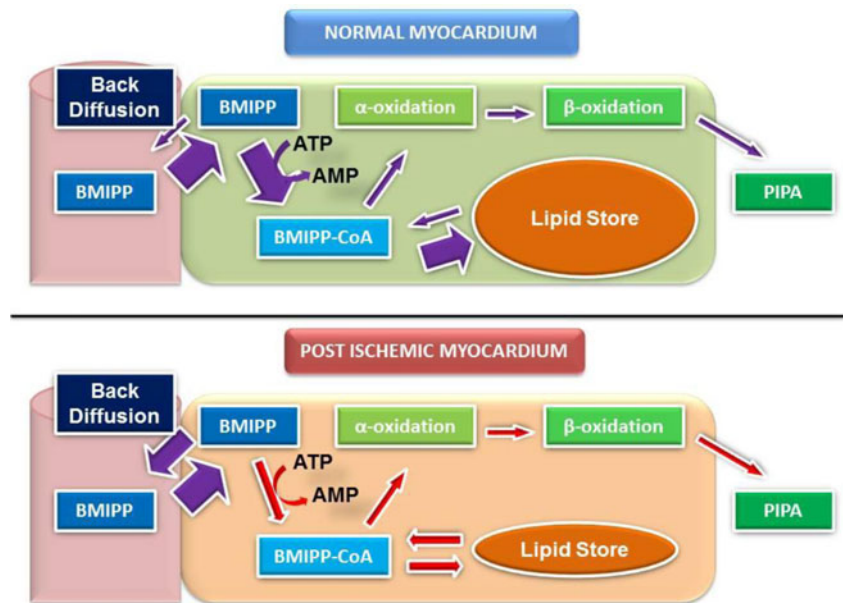 NORMAL MYOCARDIUM
Back
Diffusion
BMIPP
α-oxidation
β-oxidation
ATP
AMP
BMIPP
PIPA
Lipid Store
BMIPP-CoA
POST ISCHEMIC MYOCARDIUM
Back
Diffusion
BMIPP
α-oxidation
β-oxidation
ATP
AMP
BMIPP
PIPA
Lipid Store
BMIPP-CoA